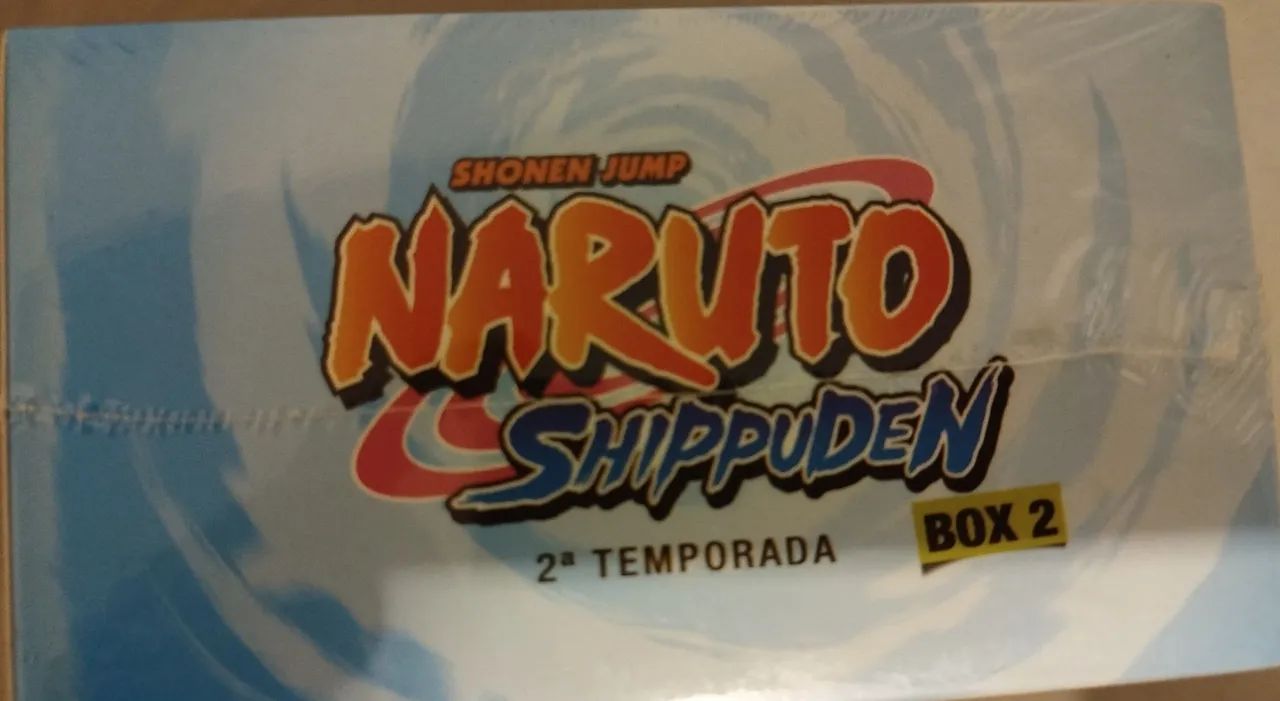 SHONEN JUMP
NARUTO
SHIPPUDEN
BOX 2
2ª TEMPORADA